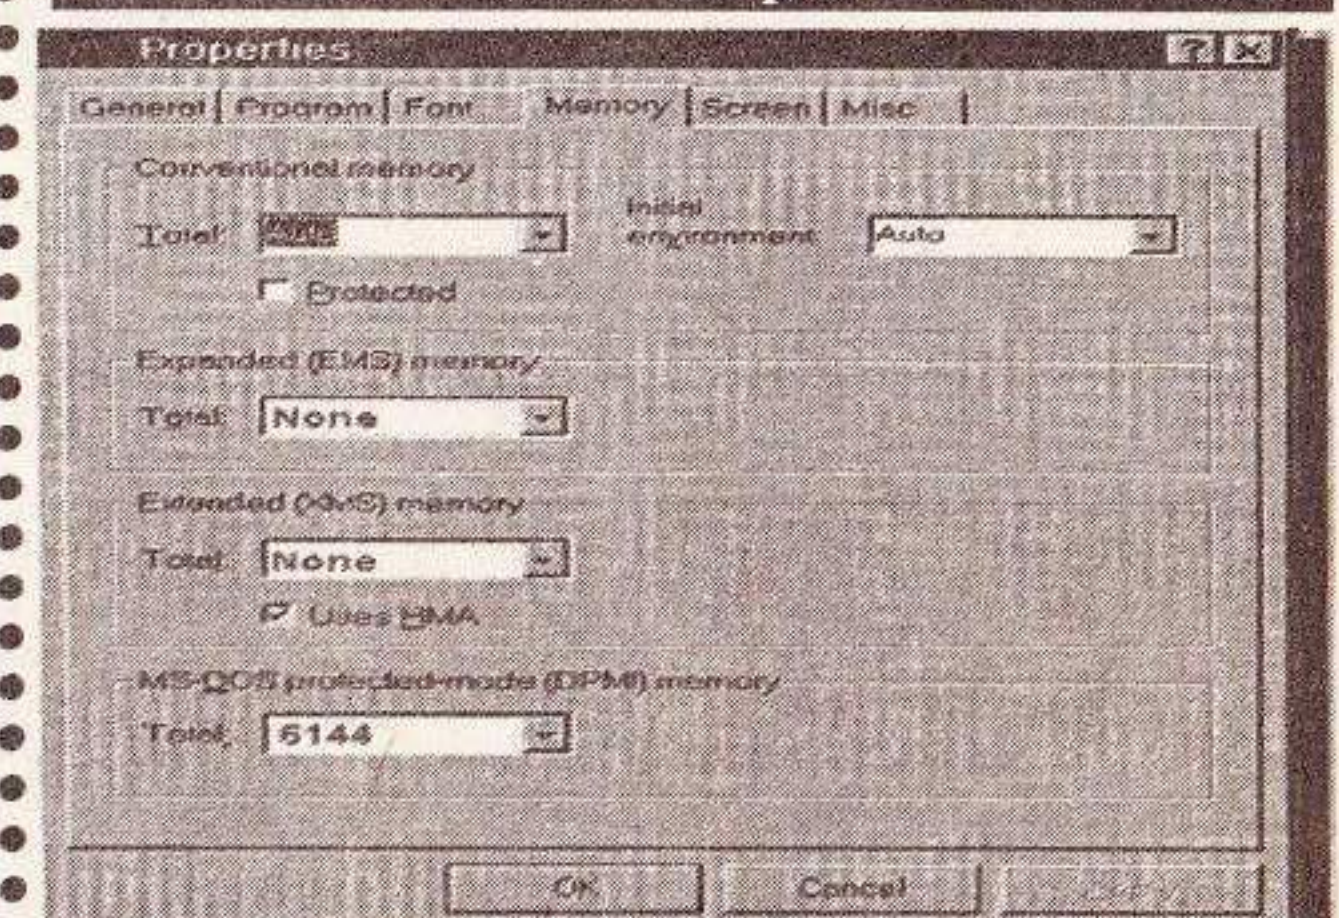 Properties
General Program Font Memory Screen Misc
Conventional memory
Total: Initial environment: Auto
Protected
Expanded (EMS) memory
Total: None
Extended (XMS) memory
Total: None
Uses HMA
MS-DOS protected-mode (DPMI) memory
Total: 6144
OK Cancel